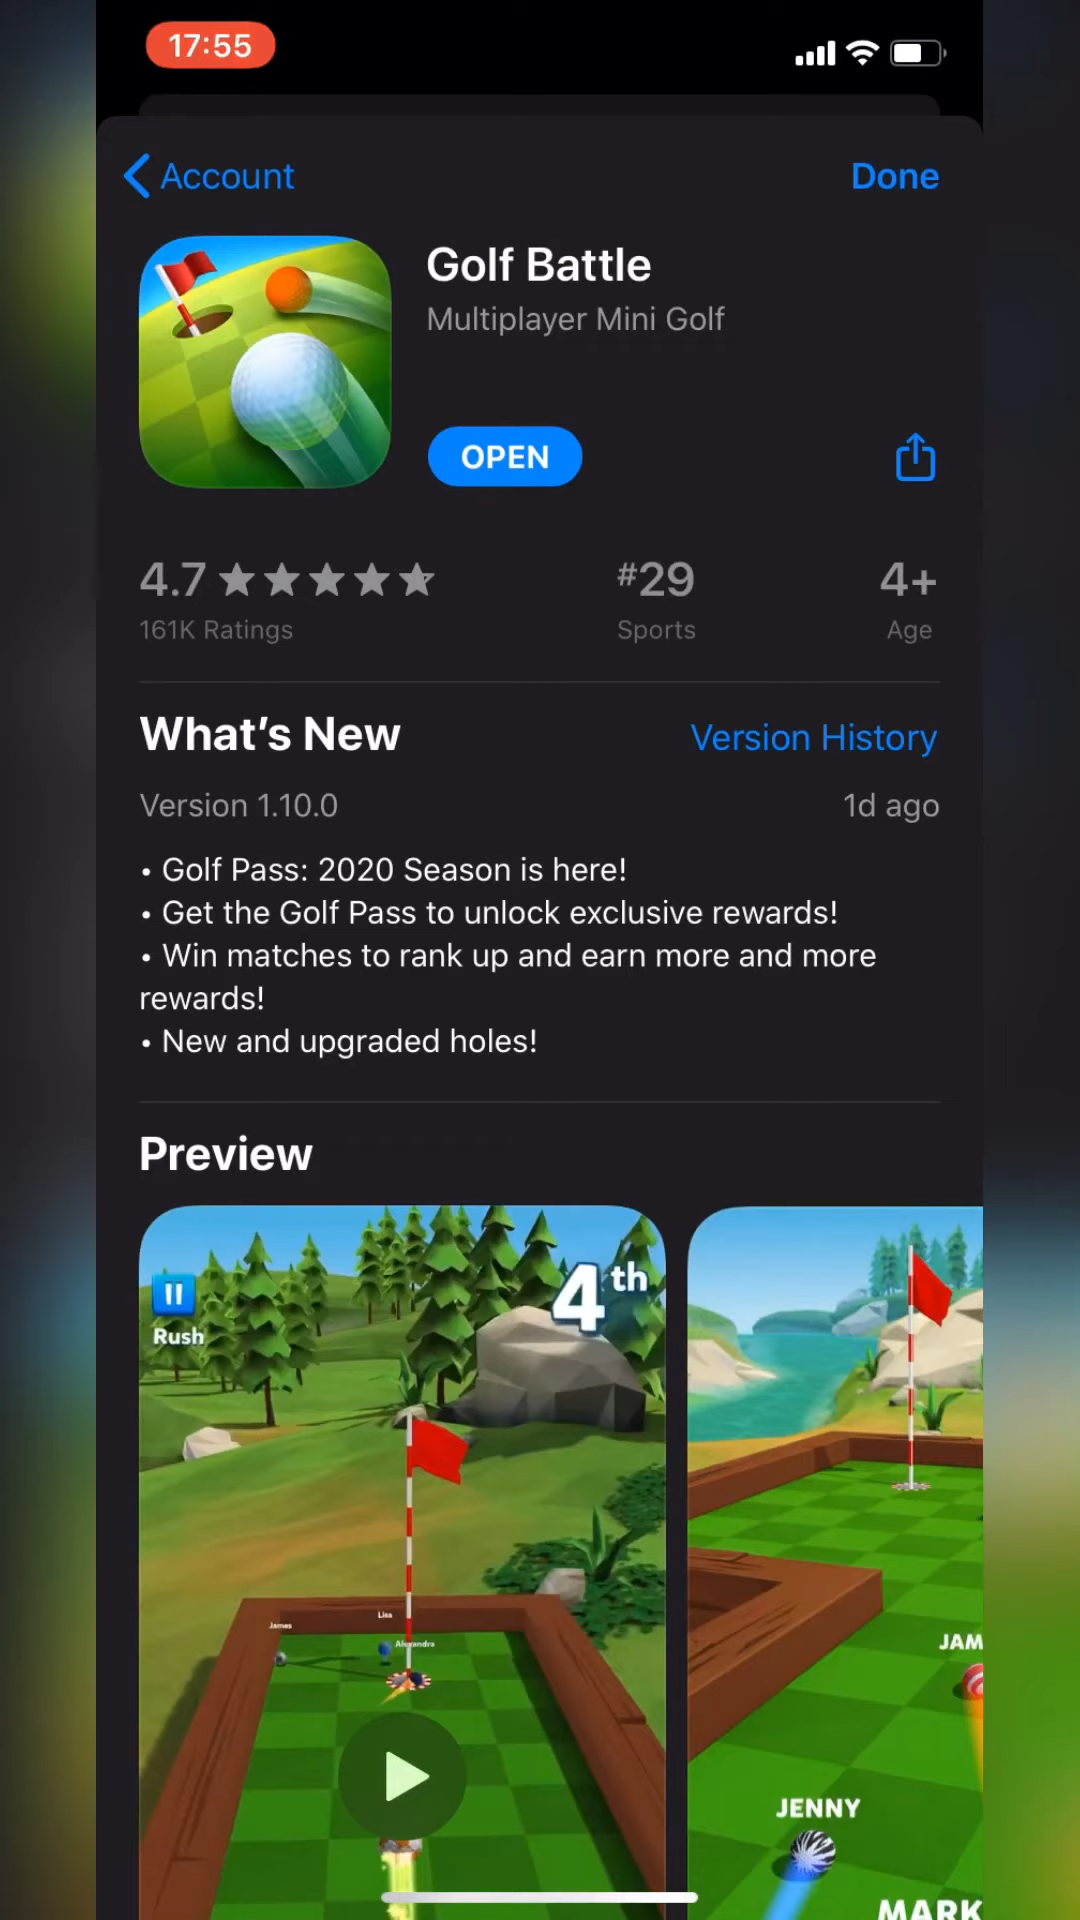 17:55
Account
Done
Golf Battle
Multiplayer Mini Golf
OPEN
4.7
#29
4+
161K Ratings
Sports
Age
What's New
Version History
Version 1.10.0
1d ago
• Golf Pass: 2020 Season is here!
• Get the Golf Pass to unlock exclusive rewards!
• Win matches to rank up and earn more and more
rewards!
• New and upgraded holes!
Preview
4th
Rush
Lisa
James
Alexandra
JAM
JENNY
MARK